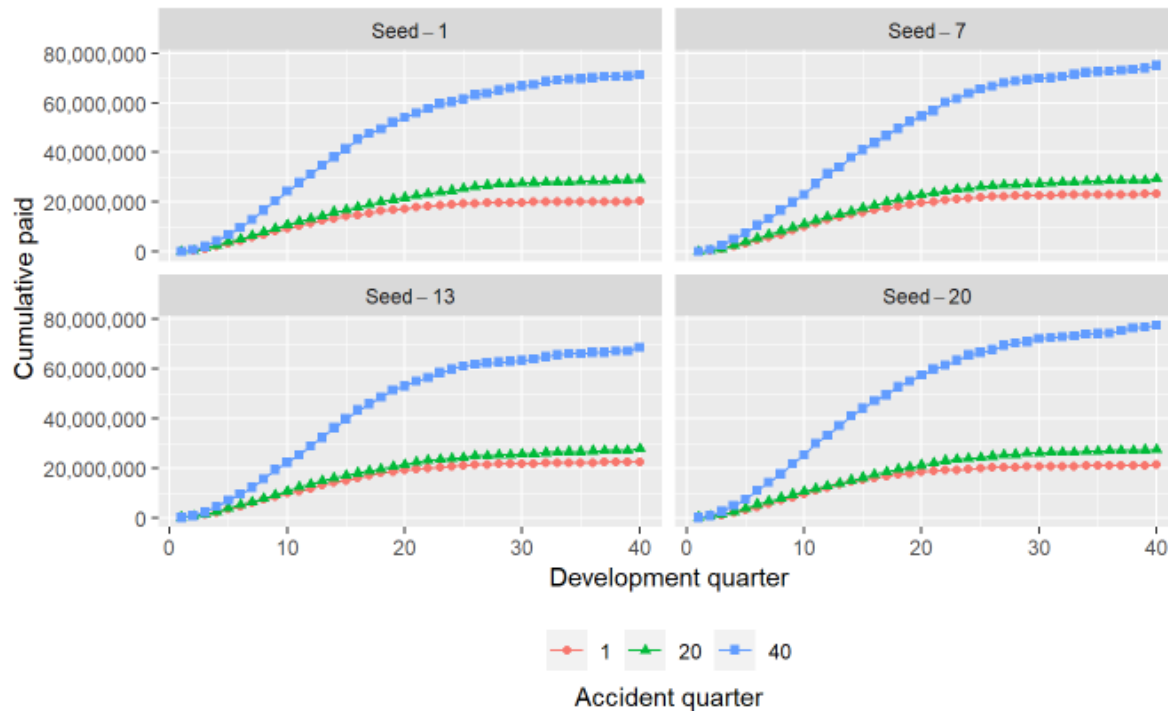 Seed – 1
Seed – 7
80,000,000
60,000,000
40,000,000
20,000,000
0
Cumulative paid
Seed – 13
Seed – 20
80,000,000
60,000,000
40,000,000
20,000,000
0
0 10 20 30 40
0 10 20 30 40
Development quarter
1 20 40
Accident quarter